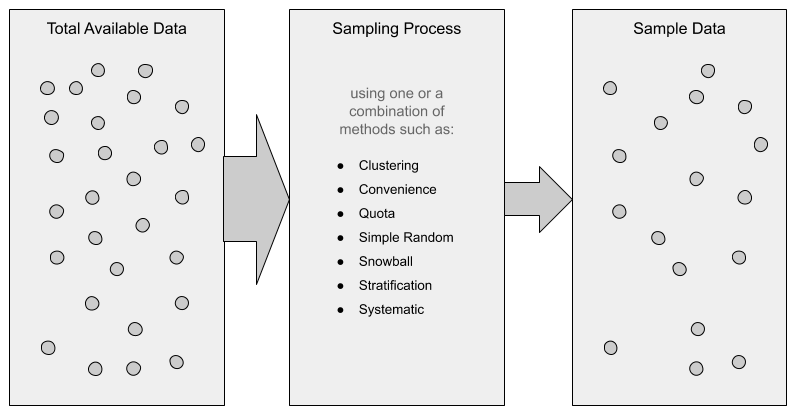 Total Available Data
Sampling Process
using one or a
combination of
methods such as:
● Clustering
● Convenience
● Quota
● Simple Random
● Snowball
● Stratification
● Systematic
Sample Data